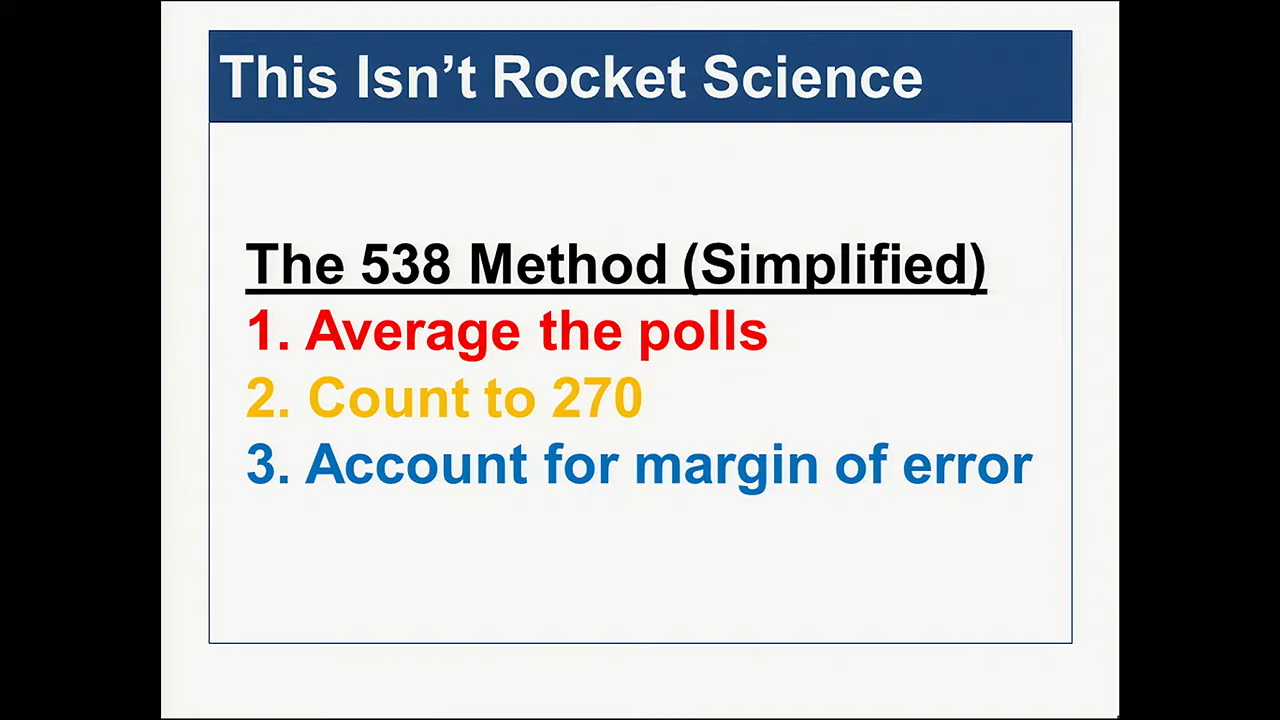 This Isn’t Rocket Science
The 538 Method (Simplified)
1. Average the polls
2. Count to 270
3. Account for margin of error